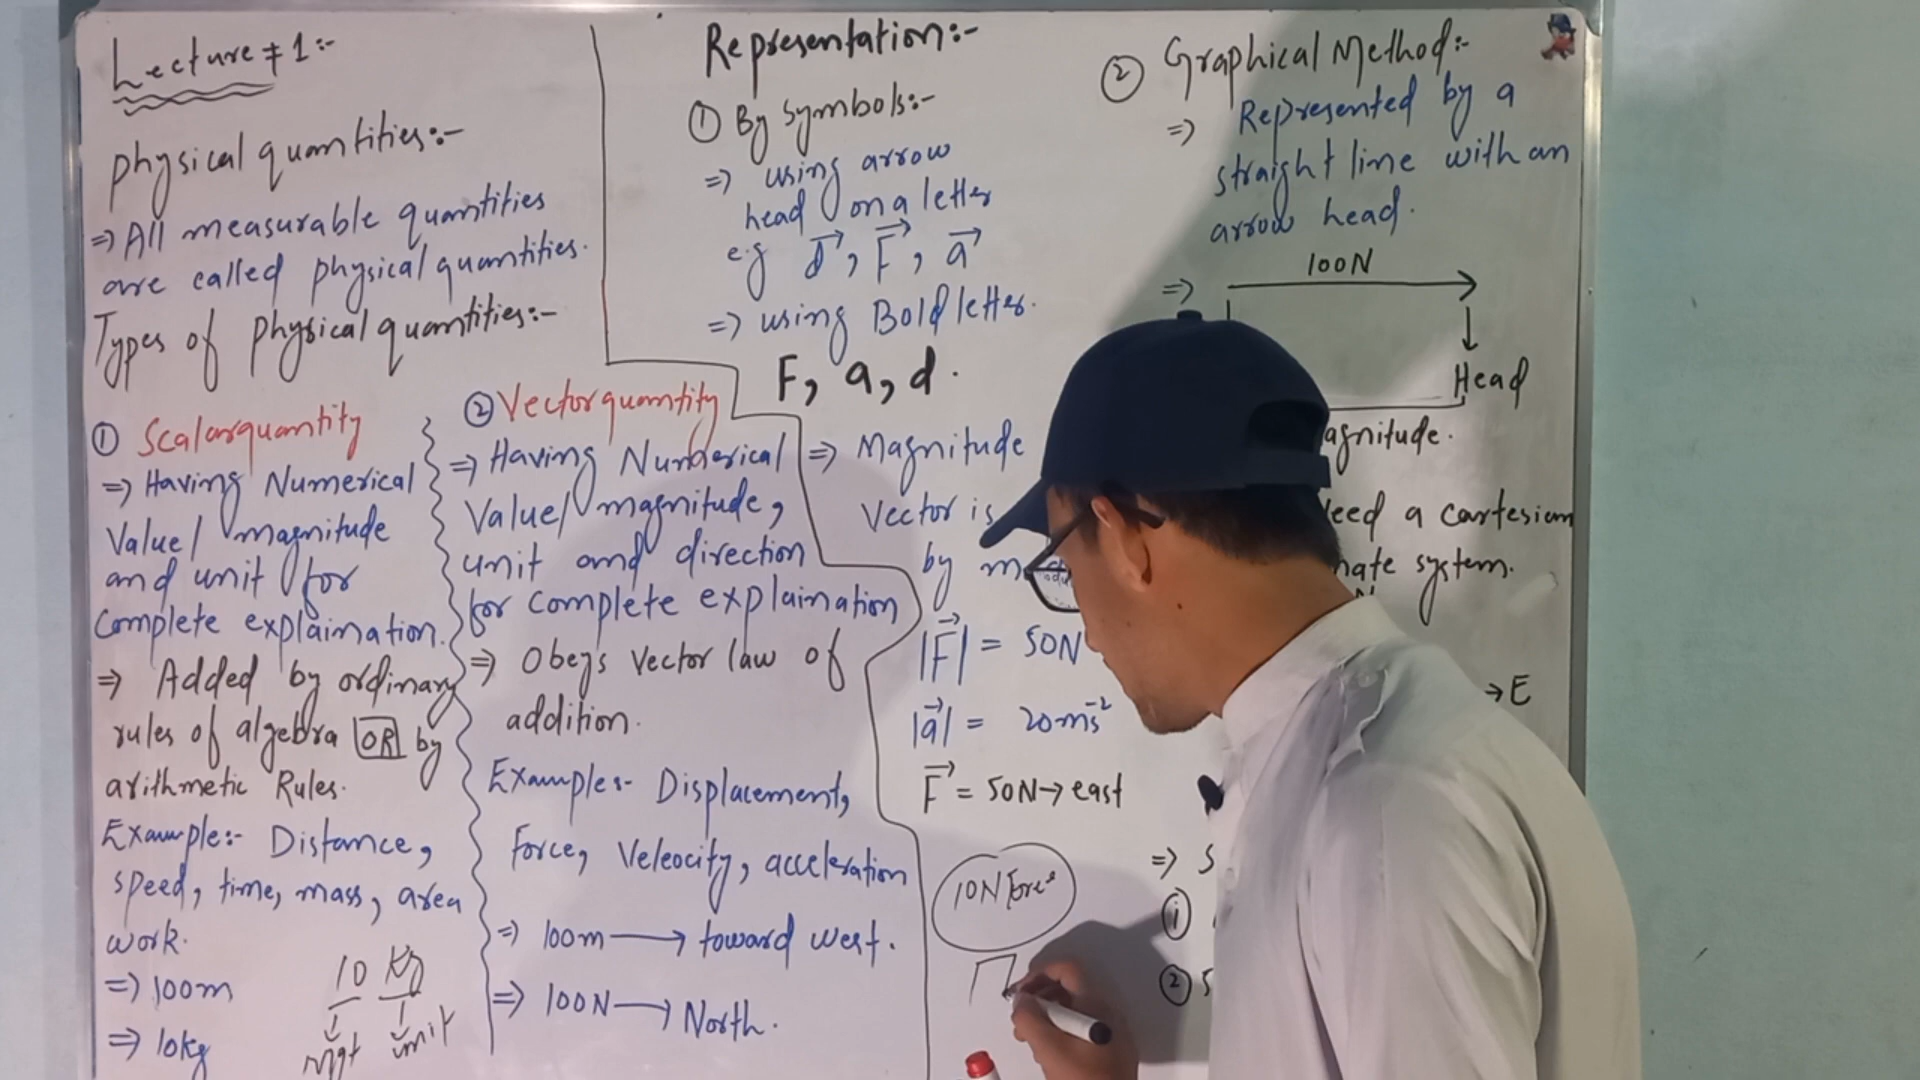 Lecture # 1:-
Physical quantities:-
=> All measurable quantities
are called physical quantities.
Types of Physical quantities:-
① Scalar quantity
=> Having Numerical
Value/ magnitude
and unit for
Complete explaination.
=> Added by ordinary
rules of algebra OR by
arithmetic Rules.
Example:- Distance,
speed, time, mass, area
work.
=> 100m
=> 10kg
10 kg
mgt unit
② Vector quantity
=> Having Numerical
Value/ magnitude,
unit and direction
for complete explaination
=> Obeys Vector law of
addition.
Examples- Displacement,
force, Veleocity, acceleration
=> 100m → toward west.
=> 100N → North.
Representation:-
① By Symbols:-
=> using arrow
head on a letter
e.g d⃗, F⃗, a⃗
=> using Bold letter.
F, a, d.
=> Magnitude
Vector is
by
|F⃗| = 50N
|a⃗| = 20ms⁻²
F⃗ = 50N → east
10N Force
② Graphical Method:-
=> Represented by a
straight line with an
arrow head.
=> 100N
Head
agnitude.
eed a cartesian
nate system.
→ E
=> S
①
② S